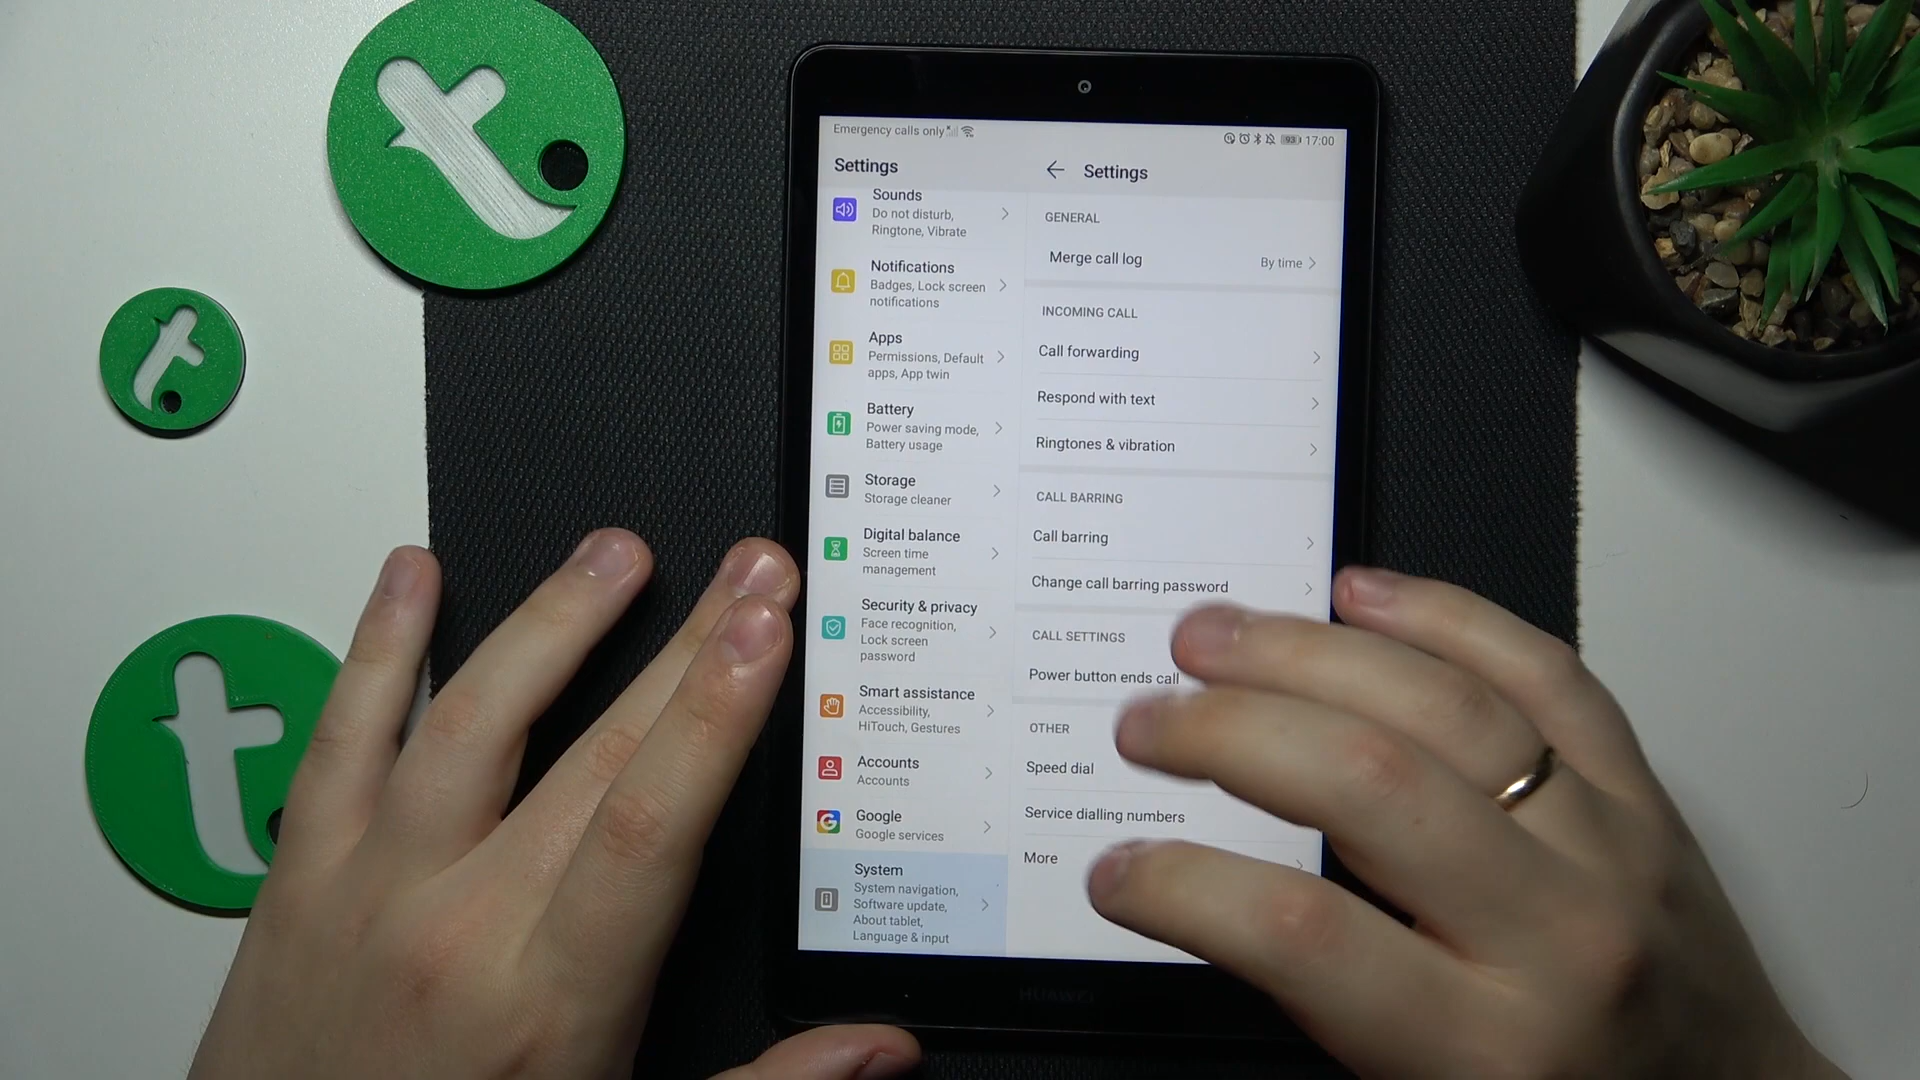 Emergency calls only
93 17:00
Settings
Sounds
Do not disturb,
Ringtone, Vibrate
Notifications
Badges, Lock screen
notifications
Apps
Permissions, Default
apps, App twin
Battery
Power saving mode,
Battery usage
Storage
Storage cleaner
Digital balance
Screen time
management
Security & privacy
Face recognition,
Lock screen
password
Smart assistance
Accessibility,
HiTouch, Gestures
Accounts
Accounts
Google
Google services
System
System navigation,
Software update,
About tablet,
Language & input
Settings
GENERAL
Merge call log By time
INCOMING CALL
Call forwarding
Respond with text
Ringtones & vibration
CALL BARRING
Call barring
Change call barring password
CALL SETTINGS
Power button ends call
OTHER
Speed dial
Service dialling numbers
More
HUAWEI
t
t
t